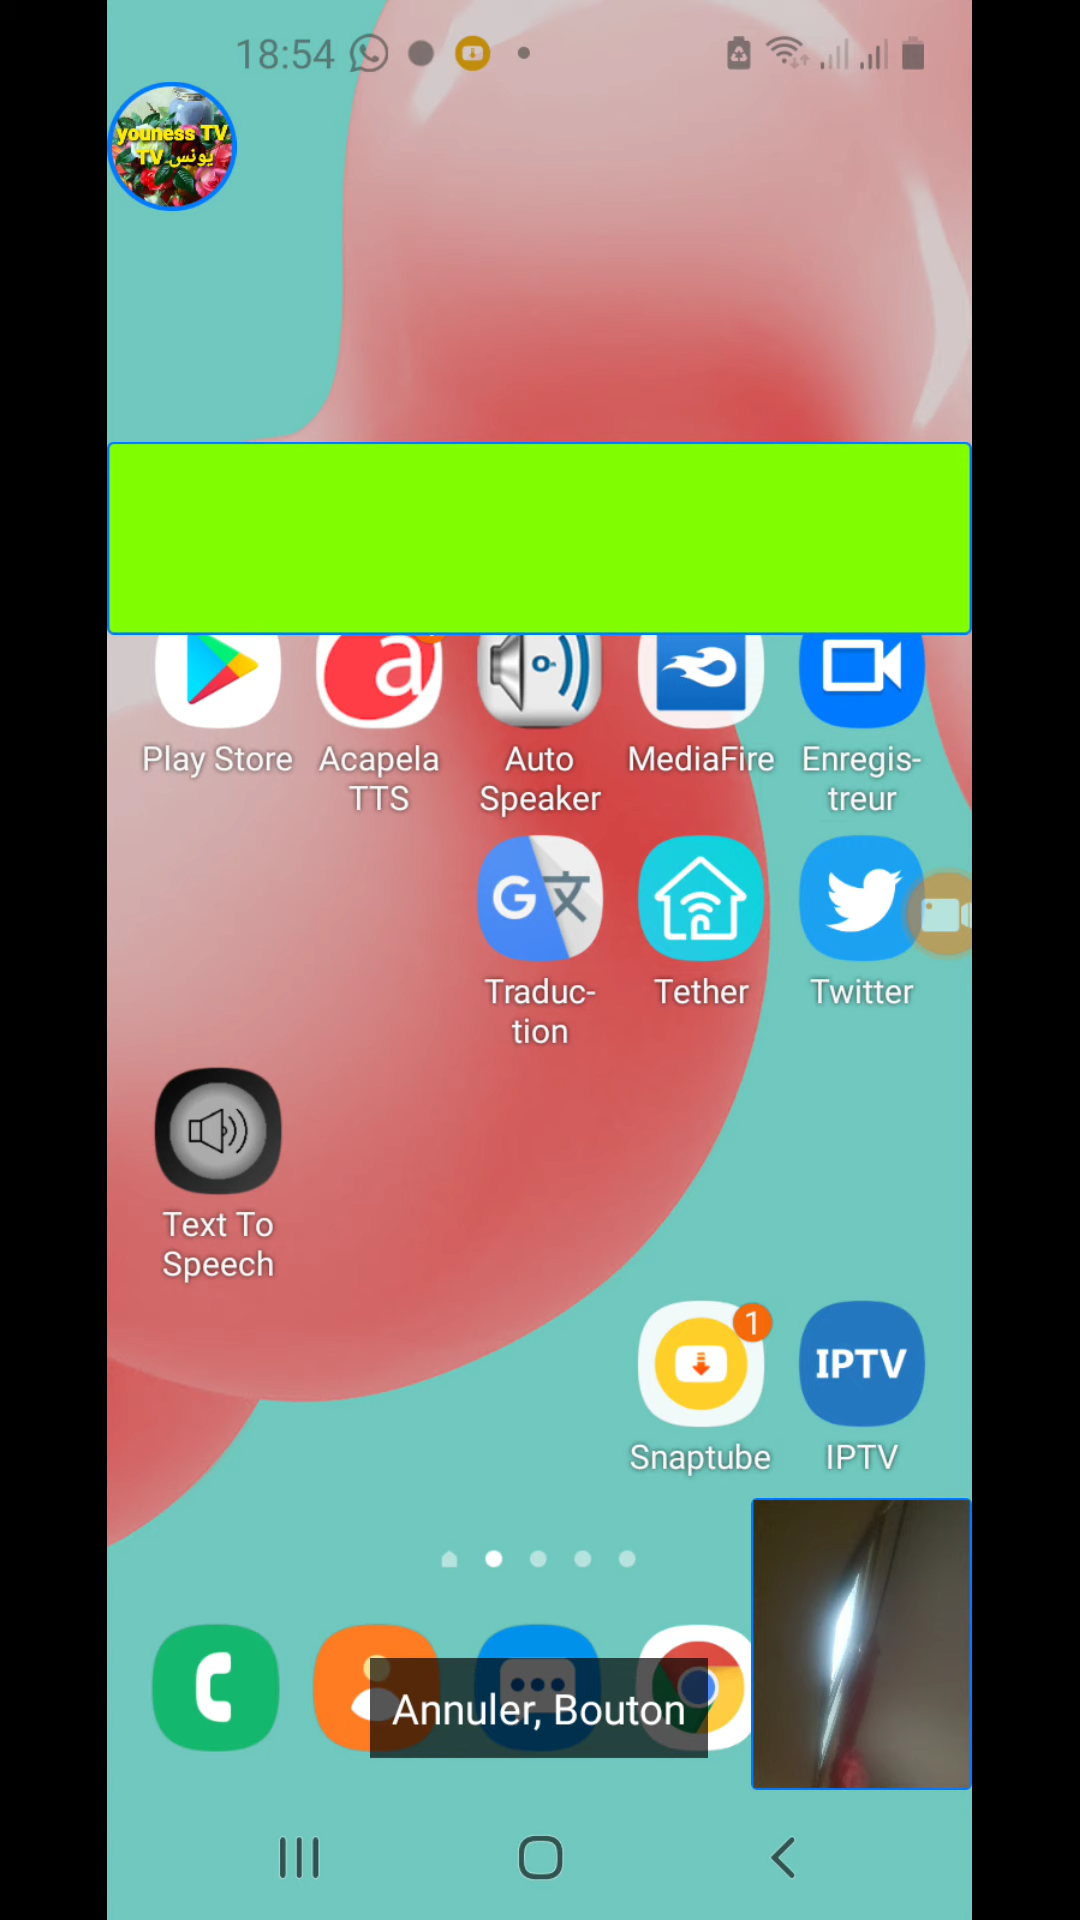 18:54
youness TV
يونس TV
Play Store
Acapela
TTS
Auto
Speaker
MediaFire
Enregis-
treur
Traduc-
tion
Tether
Twitter
Text To
Speech
1
IPTV
Snaptube
IPTV
Annuler, Bouton